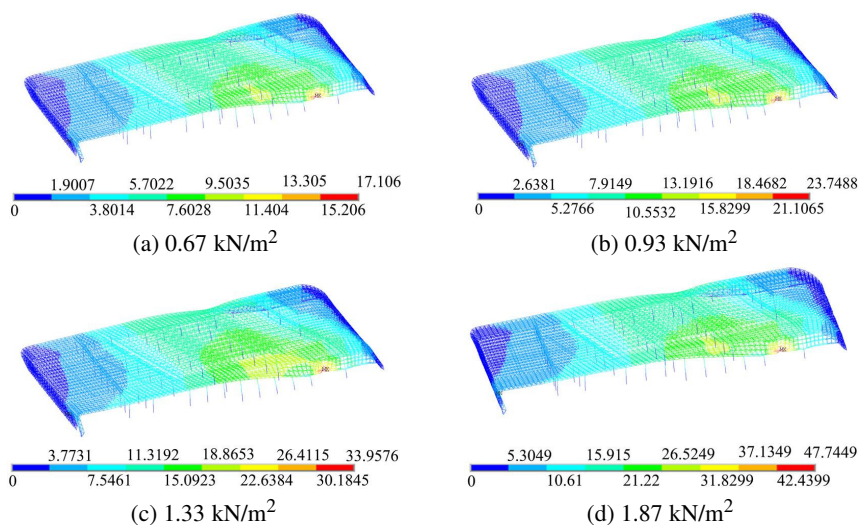 1.9007 5.7022 9.5035 13.305 17.106
0 3.8014 7.6028 11.404 15.206
(a) 0.67 kN/m²
2.6381 7.9149 13.1916 18.4682 23.7488
0 5.2766 10.5532 15.8299 21.1065
(b) 0.93 kN/m²
3.7731 11.3192 18.8653 26.4115 33.9576
0 7.5461 15.0923 22.6384 30.1845
(c) 1.33 kN/m²
5.3049 15.915 26.5249 37.1349 47.7449
0 10.61 21.22 31.8299 42.4399
(d) 1.87 kN/m²